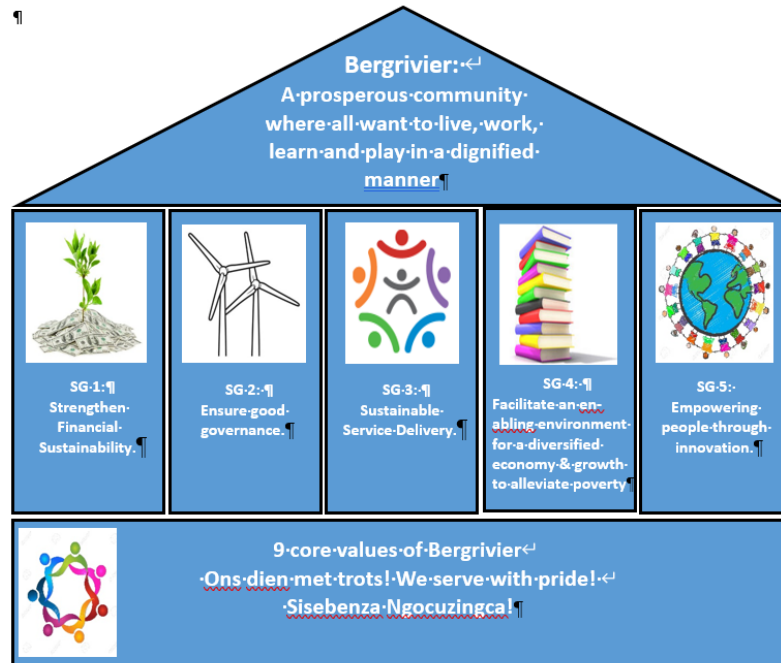 Bergrivier:
A prosperous community
where all want to live, work,
learn and play in a dignified
manner
SG 1:
Strengthen
Financial
Sustainability.
SG 2:
Ensure good
governance.
SG 3:
Sustainable
Service Delivery.
SG 4:
Facilitate an en-
abling environment
for a diversified
economy & growth
to alleviate poverty
SG 5:
Empowering
people through
innovation.
9 core values of Bergrivier
Ons dien met trots! We serve with pride!
Sisebenza Ngocuzingca!